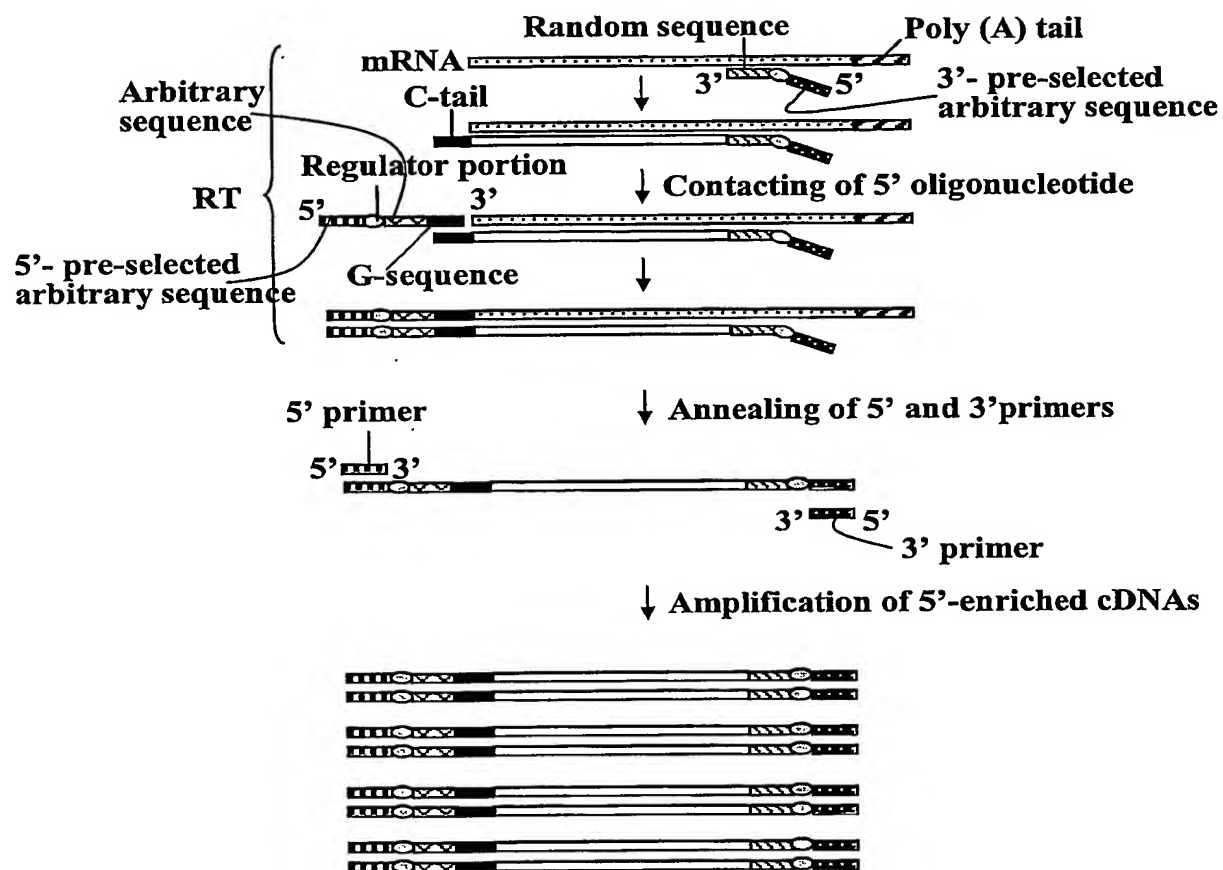 Random sequence
Poly (A) tail
mRNA
3’
5’
3’- pre-selected
arbitrary sequence
Arbitrary
sequence
C-tail
Regulator portion
RT
5’
3’
Contacting of 5’ oligonucleotide
5’- pre-selected
arbitrary sequence
G-sequence
5’ primer
Annealing of 5’ and 3’primers
5’
3’
3’
5’
3’ primer
Amplification of 5’-enriched cDNAs